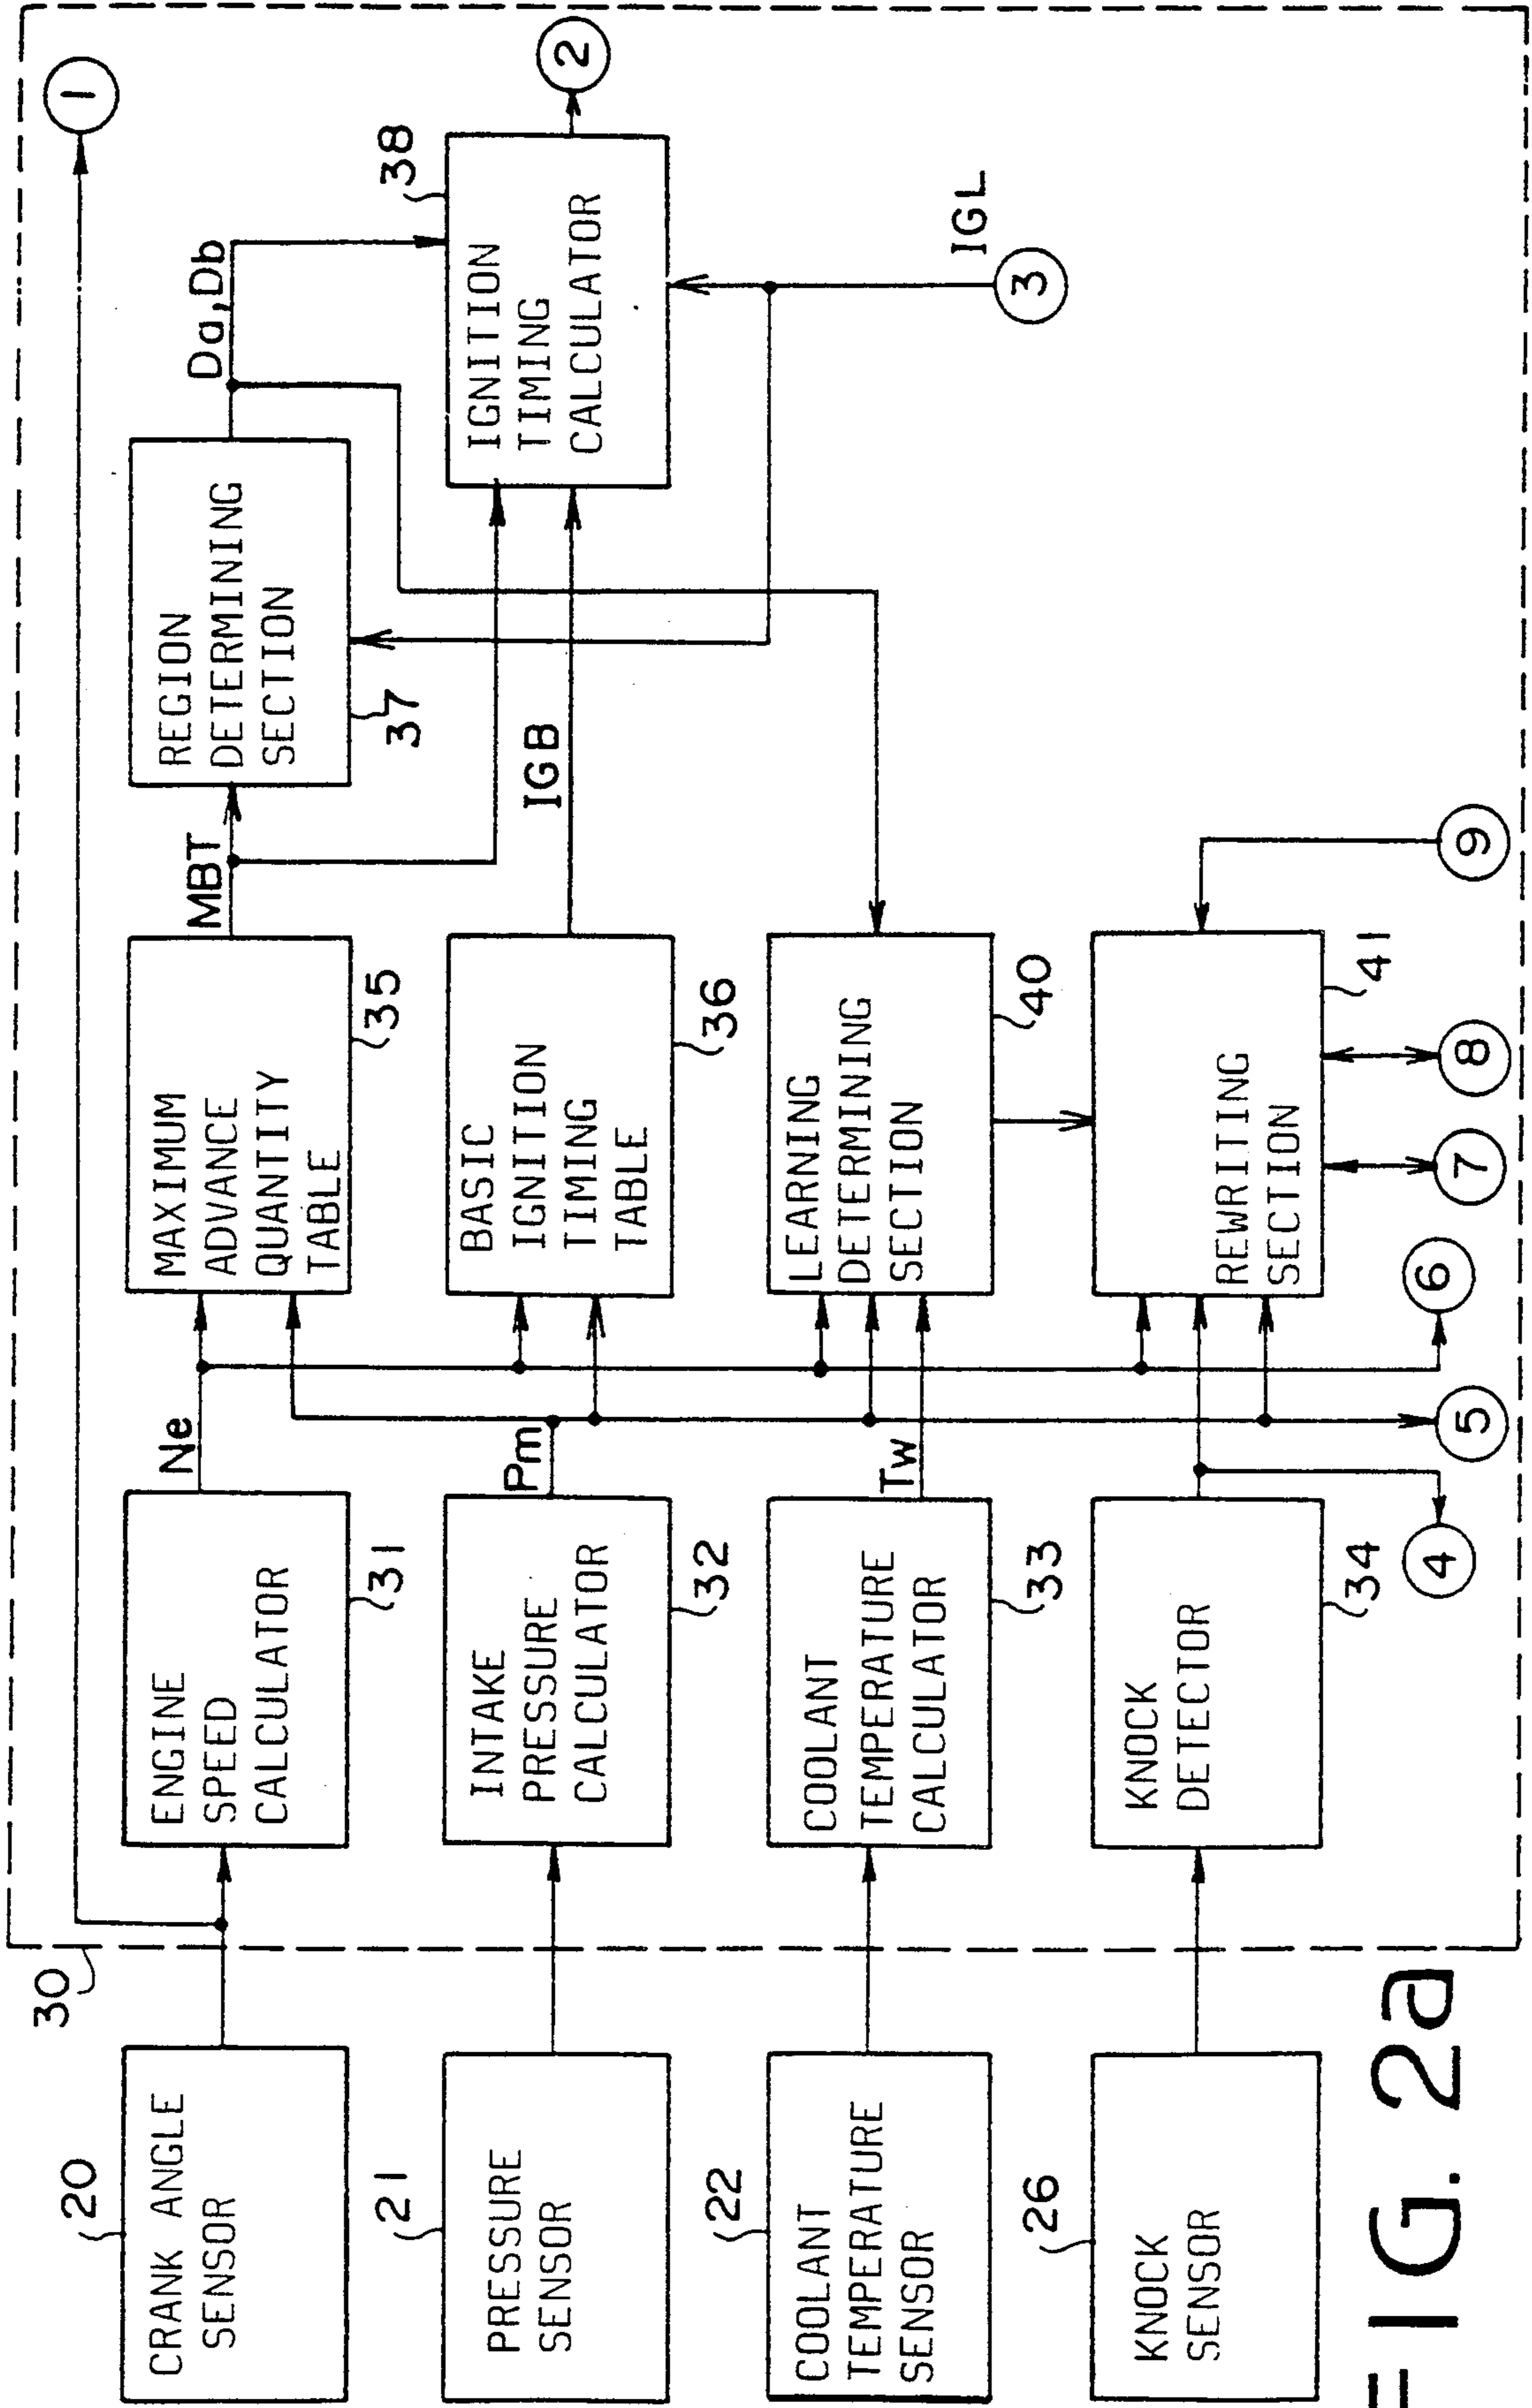 30
1
20
CRANK ANGLE
SENSOR
ENGINE
SPEED
CALCULATOR
31
Ne
MAXIMUM
ADVANCE
QUANTITY
TABLE
35
MBT
REGION
DETERMINING
SECTION
37
Da,Db
21
PRESSURE
SENSOR
INTAKE
PRESSURE
CALCULATOR
32
Pm
BASIC
IGNITION
TIMING
TABLE
36
IGB
IGNITION
TIMING
CALCULATOR
38
2
22
COOLANT
TEMPERATURE
SENSOR
COOLANT
TEMPERATURE
CALCULATOR
33
Tw
LEARNING
DETERMINING
SECTION
40
IGL
3
26
KNOCK
SENSOR
KNOCK
DETECTOR
34
REWRITING
SECTION
41
4
5
6
7
8
9
FIG. 2a